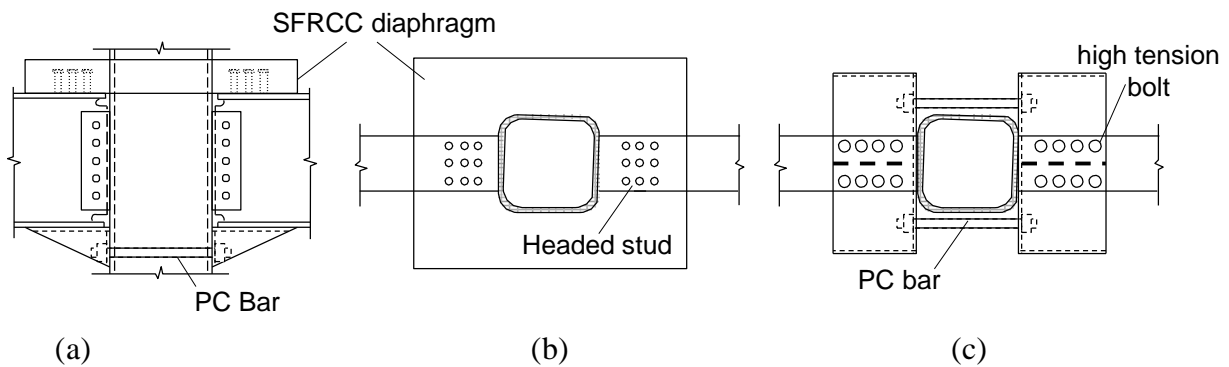 SFRCC diaphragm
high tension
bolt
Headed stud
PC Bar
PC bar
(a)
(b)
(c)